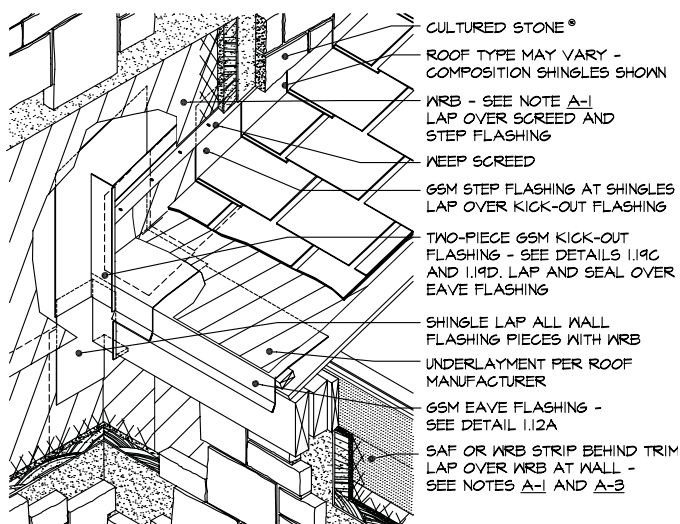 CULTURED STONE®
ROOF TYPE MAY VARY -
COMPOSITION SHINGLES SHOWN
WRB - SEE NOTE A-1
LAP OVER SCREED AND
STEP FLASHING
WEEP SCREED
GSM STEP FLASHING AT SHINGLES
LAP OVER KICK-OUT FLASHING
TWO-PIECE GSM KICK-OUT
FLASHING - SEE DETAILS 1.19C
AND 1.19D. LAP AND SEAL OVER
EAVE FLASHING
SHINGLE LAP ALL WALL
FLASHING PIECES WITH WRB
UNDERLAYMENT PER ROOF
MANUFACTURER
GSM EAVE FLASHING -
SEE DETAIL 1.12A
SAF OR WRB STRIP BEHIND TRIM
LAP OVER WRB AT WALL -
SEE NOTES A-1 AND A-3